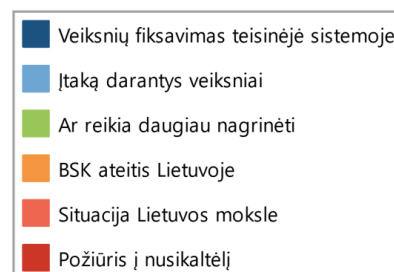 Veiksnių fiksavimas teisinėje sistemoje
Įtaką darantys veiksniai
Ar reikia daugiau nagrinėti
BSK ateitis Lietuvoje
Situacija Lietuvos moksle
Požiūris į nusikaltėlį